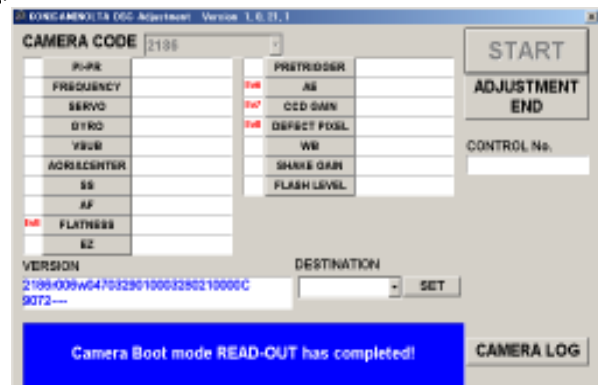 KONICAMINOLTA DSC Adjustment Version 1, 0, 21, 1
CAMERA CODE 2186
START
PI-PR
PRETRIGGER
FREQUENCY
AE
ADJUSTMENT
END
SERVO
CCD GAIN
GYRO
DEFECT PIXEL
VSUB
WB
CONTROL No.
SHAKE GAIN
SS
FLASH LEVEL
AF
FLATNESS
EZ
VERSION
DESTINATION
SET
9072----
Camera Boot mode READ-OUT has completed!
CAMERA LOG